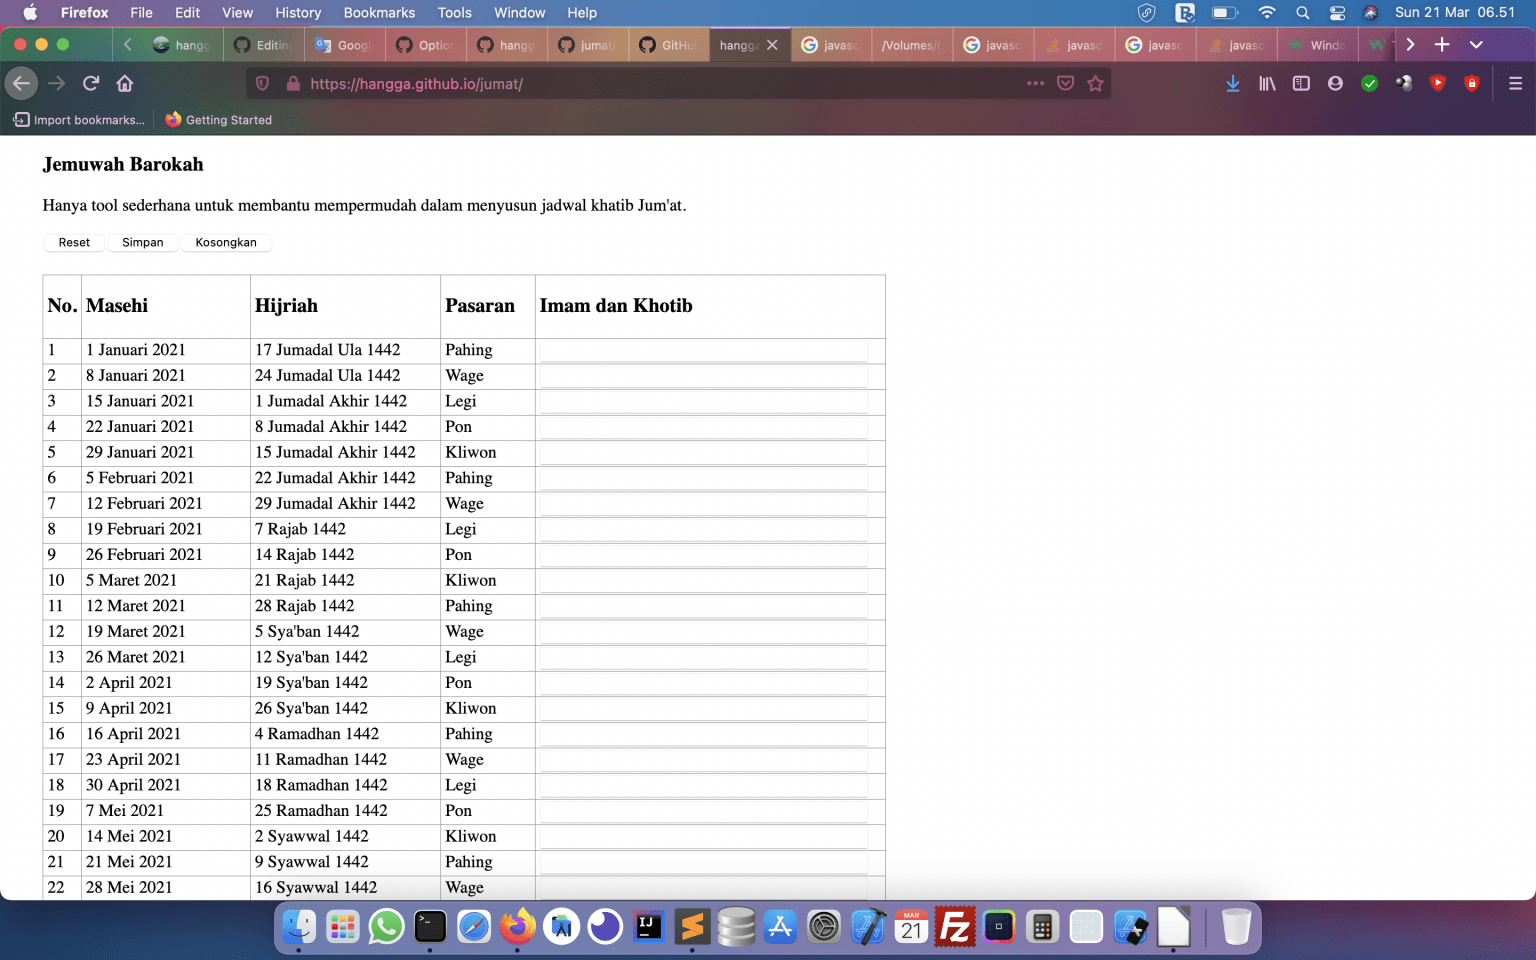 Firefox File Edit View History Bookmarks Tools Window Help Sun 21 Mar 06.51
hangg Editin Googl Optio hangg jumat GitHu hangga javasc /Volumes/ javasc javasc javasc javasc Windo
https://hangga.github.io/jumat/
Import bookmarks... Getting Started
Jemuwah Barokah
Hanya tool sederhana untuk membantu mempermudah dalam menyusun jadwal khatib Jum'at.
Reset Simpan Kosongkan
No. Masehi Hijriah Pasaran Imam dan Khotib
1 1 Januari 2021 17 Jumadal Ula 1442 Pahing
2 8 Januari 2021 24 Jumadal Ula 1442 Wage
3 15 Januari 2021 1 Jumadal Akhir 1442 Legi
4 22 Januari 2021 8 Jumadal Akhir 1442 Pon
5 29 Januari 2021 15 Jumadal Akhir 1442 Kliwon
6 5 Februari 2021 22 Jumadal Akhir 1442 Pahing
7 12 Februari 2021 29 Jumadal Akhir 1442 Wage
8 19 Februari 2021 7 Rajab 1442 Legi
9 26 Februari 2021 14 Rajab 1442 Pon
10 5 Maret 2021 21 Rajab 1442 Kliwon
11 12 Maret 2021 28 Rajab 1442 Pahing
12 19 Maret 2021 5 Sya'ban 1442 Wage
13 26 Maret 2021 12 Sya'ban 1442 Legi
14 2 April 2021 19 Sya'ban 1442 Pon
15 9 April 2021 26 Sya'ban 1442 Kliwon
16 16 April 2021 4 Ramadhan 1442 Pahing
17 23 April 2021 11 Ramadhan 1442 Wage
18 30 April 2021 18 Ramadhan 1442 Legi
19 7 Mei 2021 25 Ramadhan 1442 Pon
20 14 Mei 2021 2 Syawwal 1442 Kliwon
21 21 Mei 2021 9 Syawwal 1442 Pahing
22 28 Mei 2021 16 Syawwal 1442 Wage
IJ MAR 21 Fz